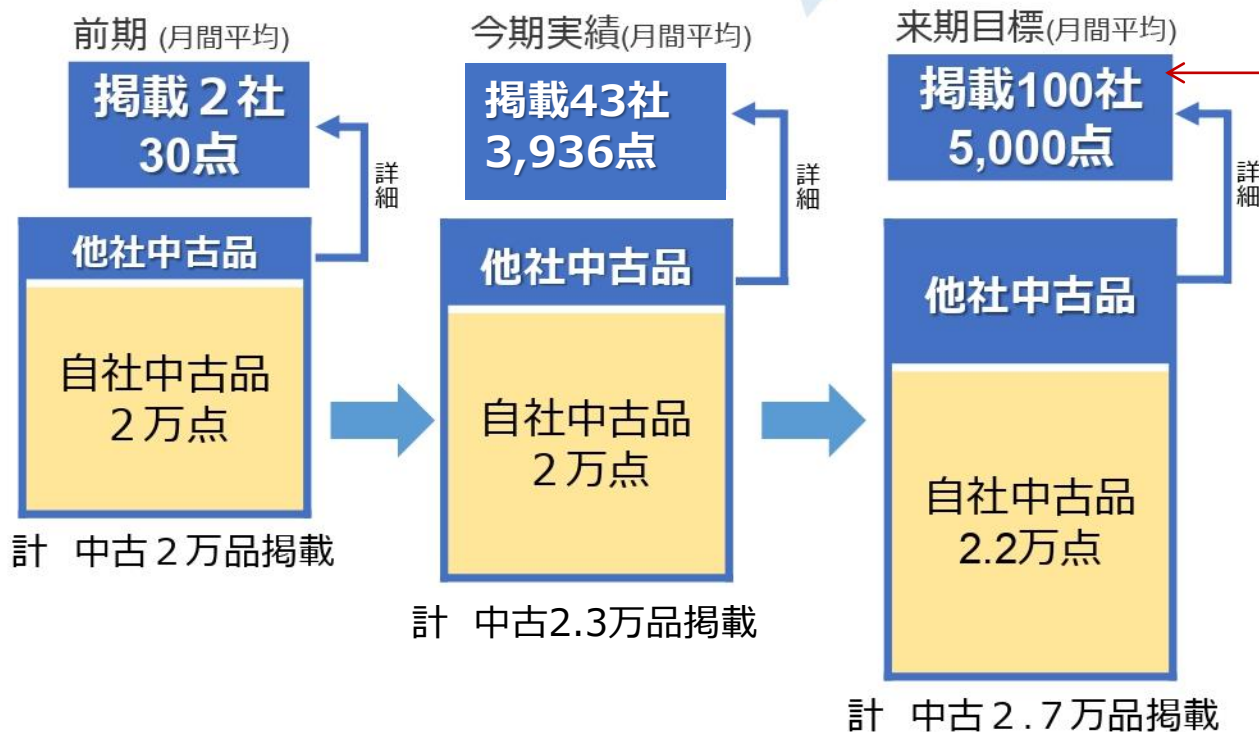 前期 (月間平均)
掲載２社
30点
詳細
他社中古品
自社中古品
２万点
計 中古２万品掲載
今期実績(月間平均)
掲載43社
3,936点
詳細
他社中古品
自社中古品
２万点
計 中古2.3万品掲載
来期目標(月間平均)
掲載100社
5,000点
詳細
他社中古品
自社中古品
2.2万点
計 中古２.７万品掲載